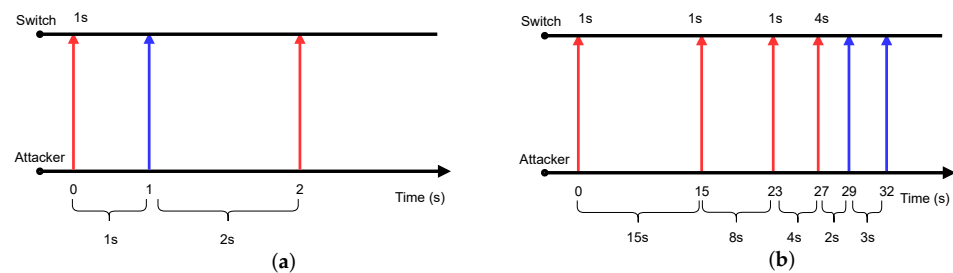 Switch 1s
Attacker
0 1 2 Time (s)
1s 2s
(a)
Switch 1s 1s 1s 4s
Attacker
0 15 23 27 29 32 Time (s)
15s 8s 4s 2s 3s
(b)